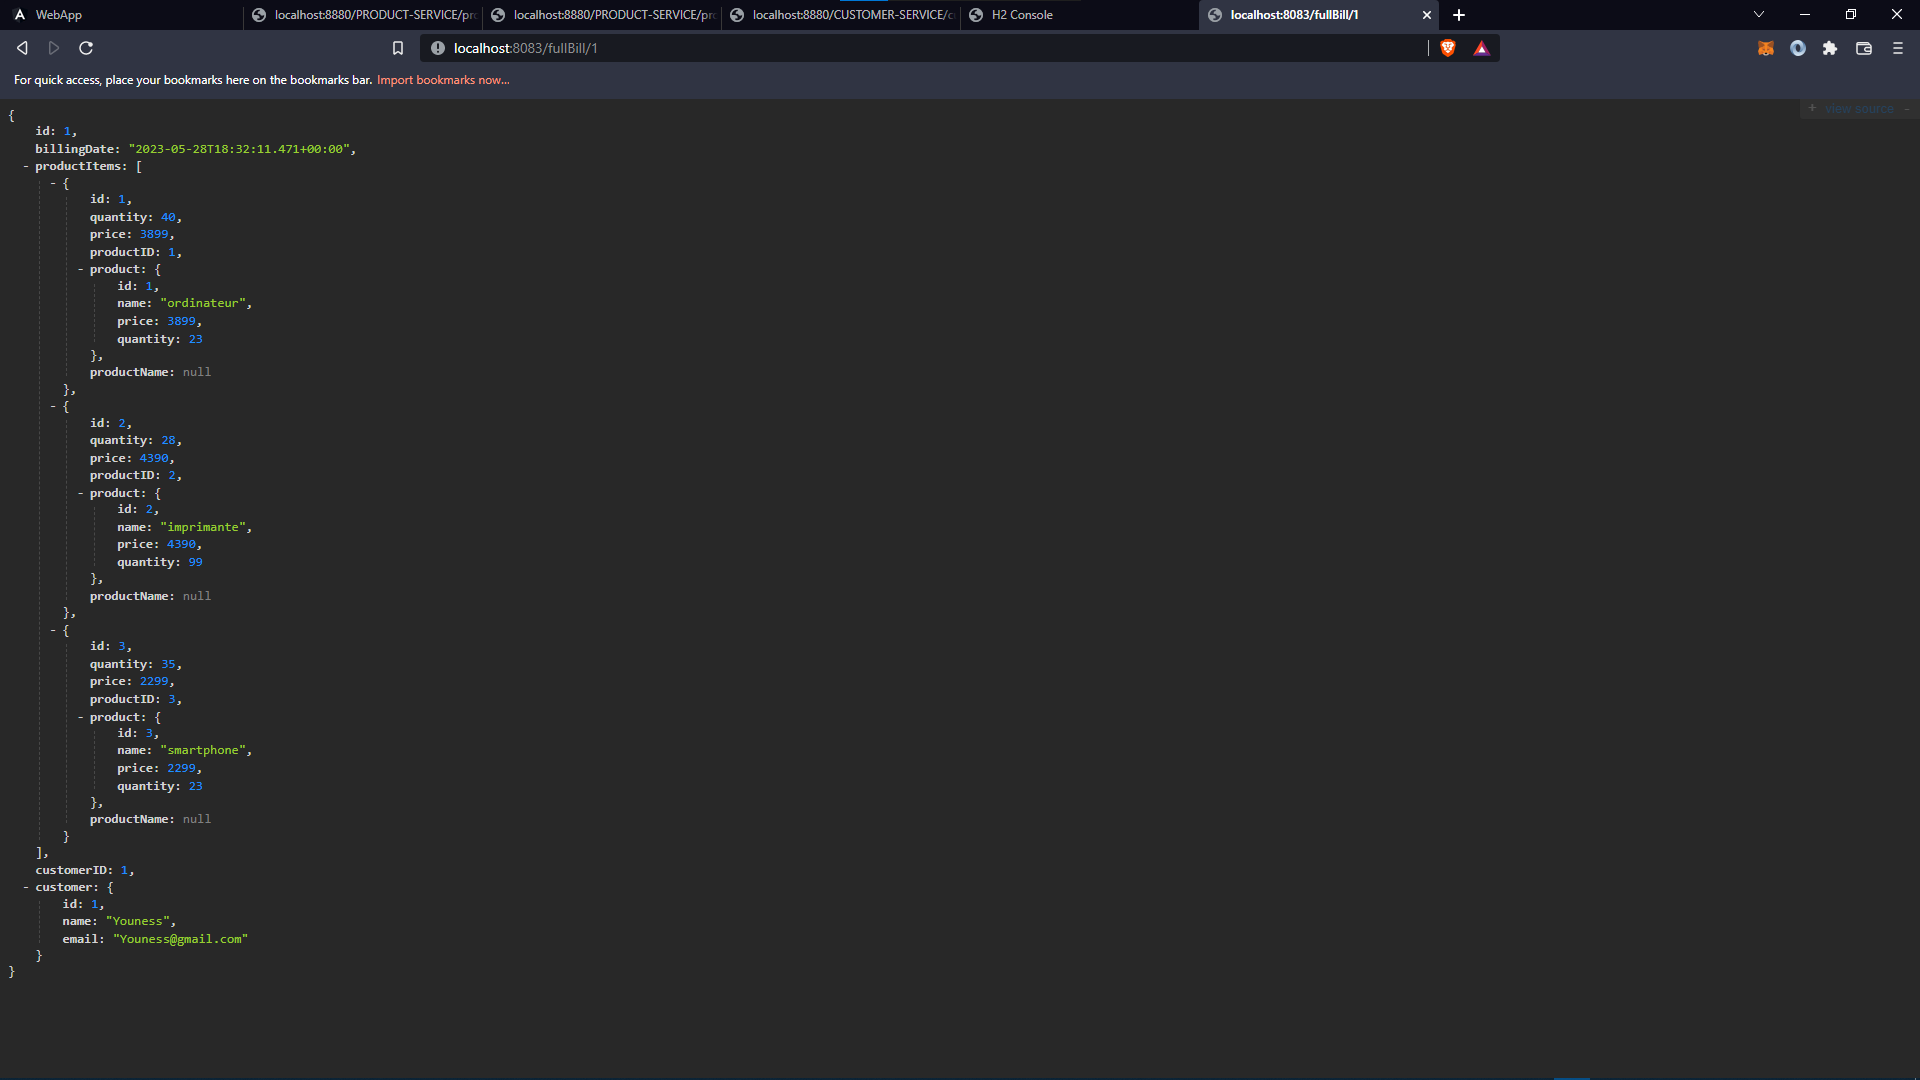 WebApp
localhost:8880/PRODUCT-SERVICE/pr
localhost:8880/PRODUCT-SERVICE/pr
localhost:8880/CUSTOMER-SERVICE/c
H2 Console
localhost:8083/fullBill/1
localhost:8083/fullBill/1
For quick access, place your bookmarks here on the bookmarks bar. Import bookmarks now...
+ view source -
{
id: 1,
billingDate: "2023-05-28T18:32:11.471+00:00",
- productItems: [
- {
id: 1,
quantity: 40,
price: 3899,
productID: 1,
- product: {
id: 1,
name: "ordinateur",
price: 3899,
quantity: 23
},
productName: null
},
- {
id: 2,
quantity: 28,
price: 4390,
productID: 2,
- product: {
id: 2,
name: "imprimante",
price: 4390,
quantity: 99
},
productName: null
},
- {
id: 3,
quantity: 35,
price: 2299,
productID: 3,
- product: {
id: 3,
name: "smartphone",
price: 2299,
quantity: 23
},
productName: null
}
],
customerID: 1,
- customer: {
id: 1,
name: "Youness",
email: "Youness@gmail.com"
}
}